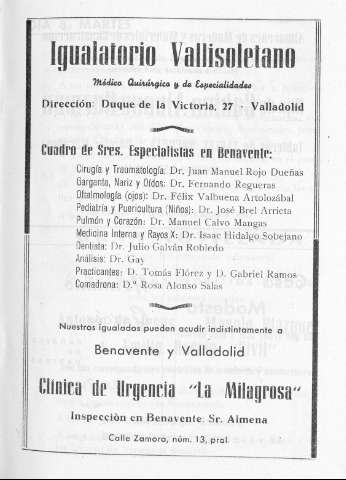 Igualatorio Vallisoletano
Médico Quirúrgico y de Especialidades
Dirección: Duque de la Victoria, 27 - Valladolid
Cuadro de Sres. Especialistas en Benavente:
Cirugía y Traumatología: Dr. Juan Manuel Rojo Dueñas
Garganta, Nariz y Oídos: Dr. Fernando Regueras
Oftalmología (ojos): Dr. Félix Valbuena Artolozábal
Pediatría y Puericultura (Niños): Dr. José Brel Arrieta
Pulmón y Corazón: Dr. Manuel Calvo Mangas
Medicina Interna y Rayos X: Dr. Isaac Hidalgo Sobejano
Dentista: Dr. Julio Galván Robledo
Análisis: Dr. Gay
Practicantes: D. Tomás Flórez y D. Gabriel Ramos
Comadrona: D.ª Rosa Alonso Salas
Nuestros igualados pueden acudir indistintamente a
Benavente y Valladolid
Clínica de Urgencia "La Milagrosa"
Inspección en Benavente: Sr. Almena
Calle Zamora, núm. 13, pral.